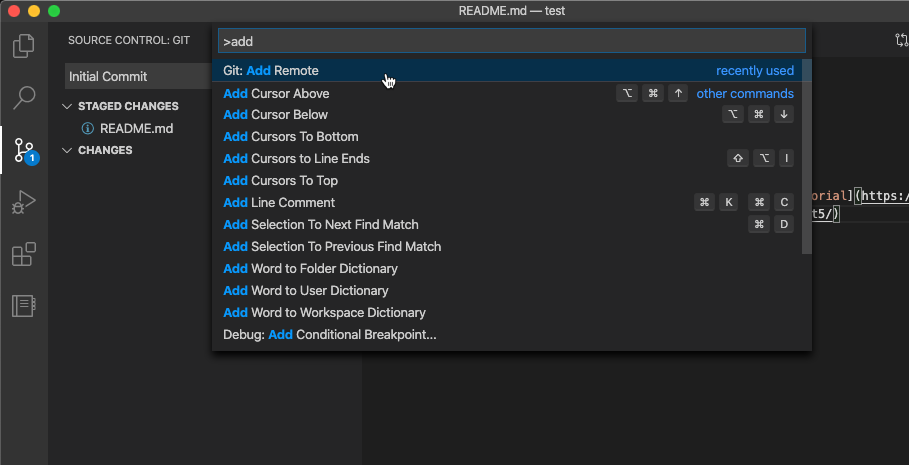 README.md — test
SOURCE CONTROL: GIT
>add
Initial Commit
STAGED CHANGES
README.md
CHANGES
1
Git: Add Remote recently used
Add Cursor Above ⌥ ⌘ ↑ other commands
Add Cursor Below ⌥ ⌘ ↓
Add Cursors To Bottom
Add Cursors to Line Ends ⇧ ⌥ I
Add Cursors To Top
Add Line Comment ⌘ K ⌘ C
Add Selection To Next Find Match ⌘ D
Add Selection To Previous Find Match
Add Word to Folder Dictionary
Add Word to User Dictionary
Add Word to Workspace Dictionary
Debug: Add Conditional Breakpoint...
orial](https:/
t5/)